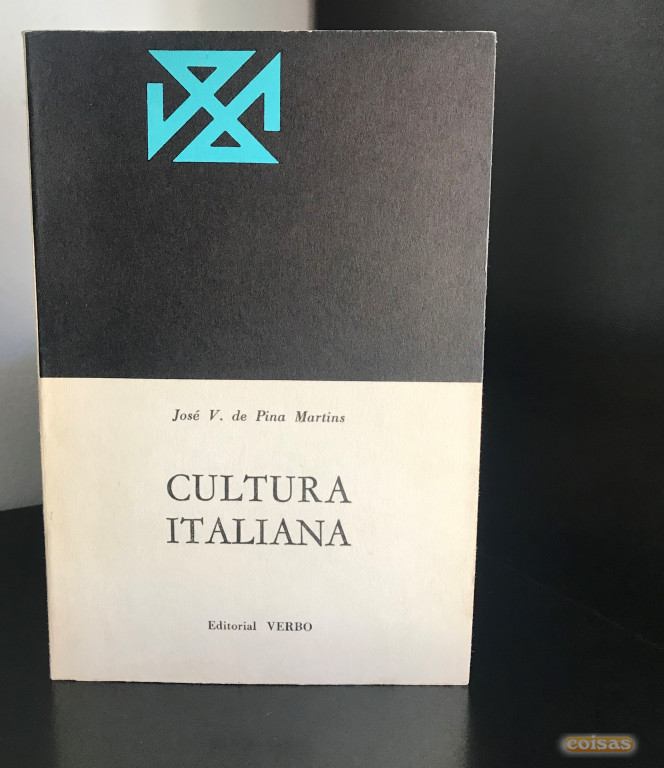 José V. de Pina Martins
CULTURA
ITALIANA
Editorial VERBO
coisas